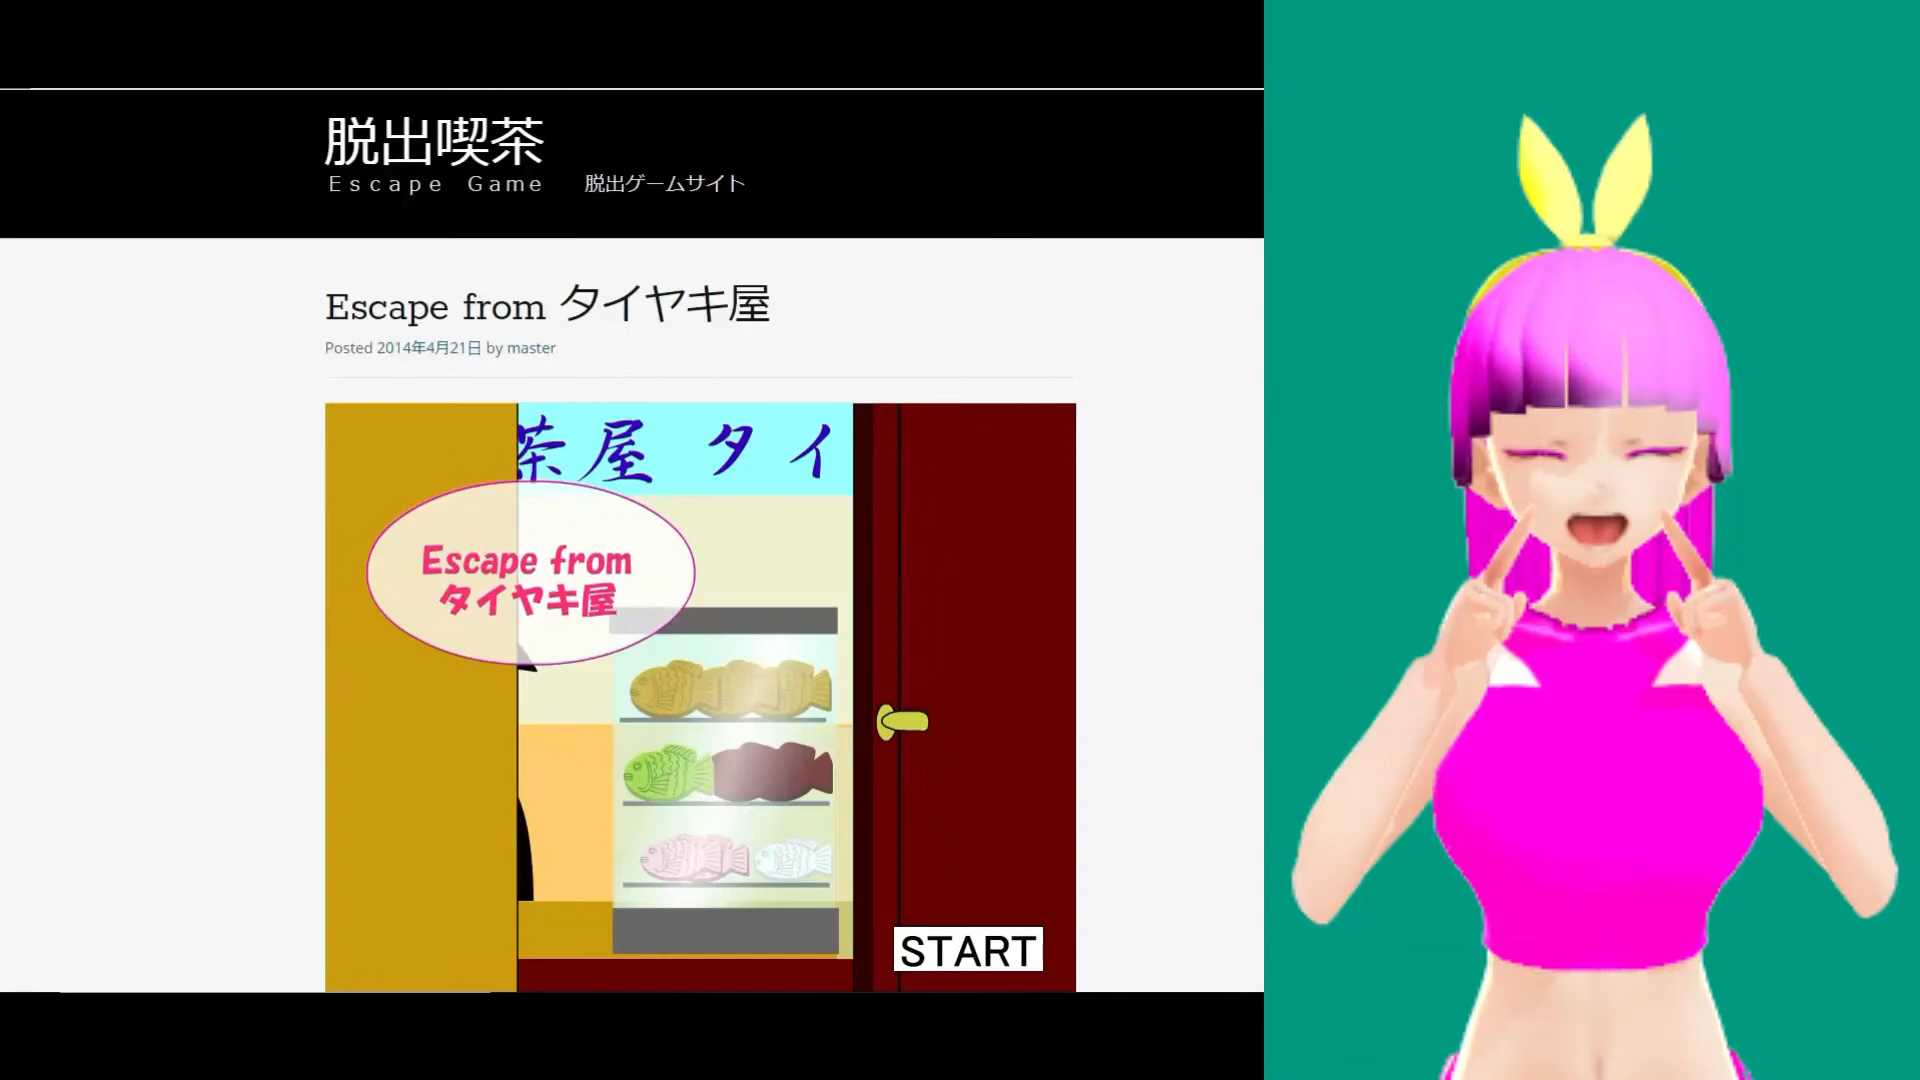 脱出喫茶
Escape Game 脱出ゲームサイト
Escape from タイヤキ屋
Posted 2014年4月21日 by master
茶屋 タイ
Escape from
タイヤキ屋
START